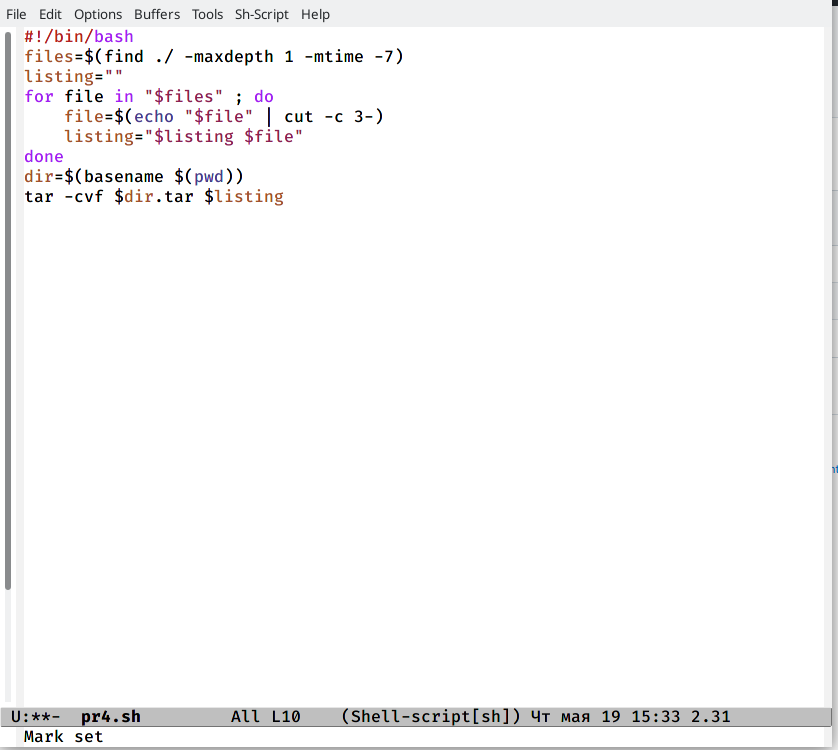 File Edit Options Buffers Tools Sh-Script Help
#!/bin/bash
files=$(find ./ -maxdepth 1 -mtime -7)
listing=""
for file in "$files" ; do
    file=$(echo "$file" | cut -c 3-)
    listing="$listing $file"
done
dir=$(basename $(pwd))
tar -cvf $dir.tar $listing
U:**-  pr4.sh         All L10    (Shell-script[sh]) Чт мая 19 15:33 2.31
Mark set